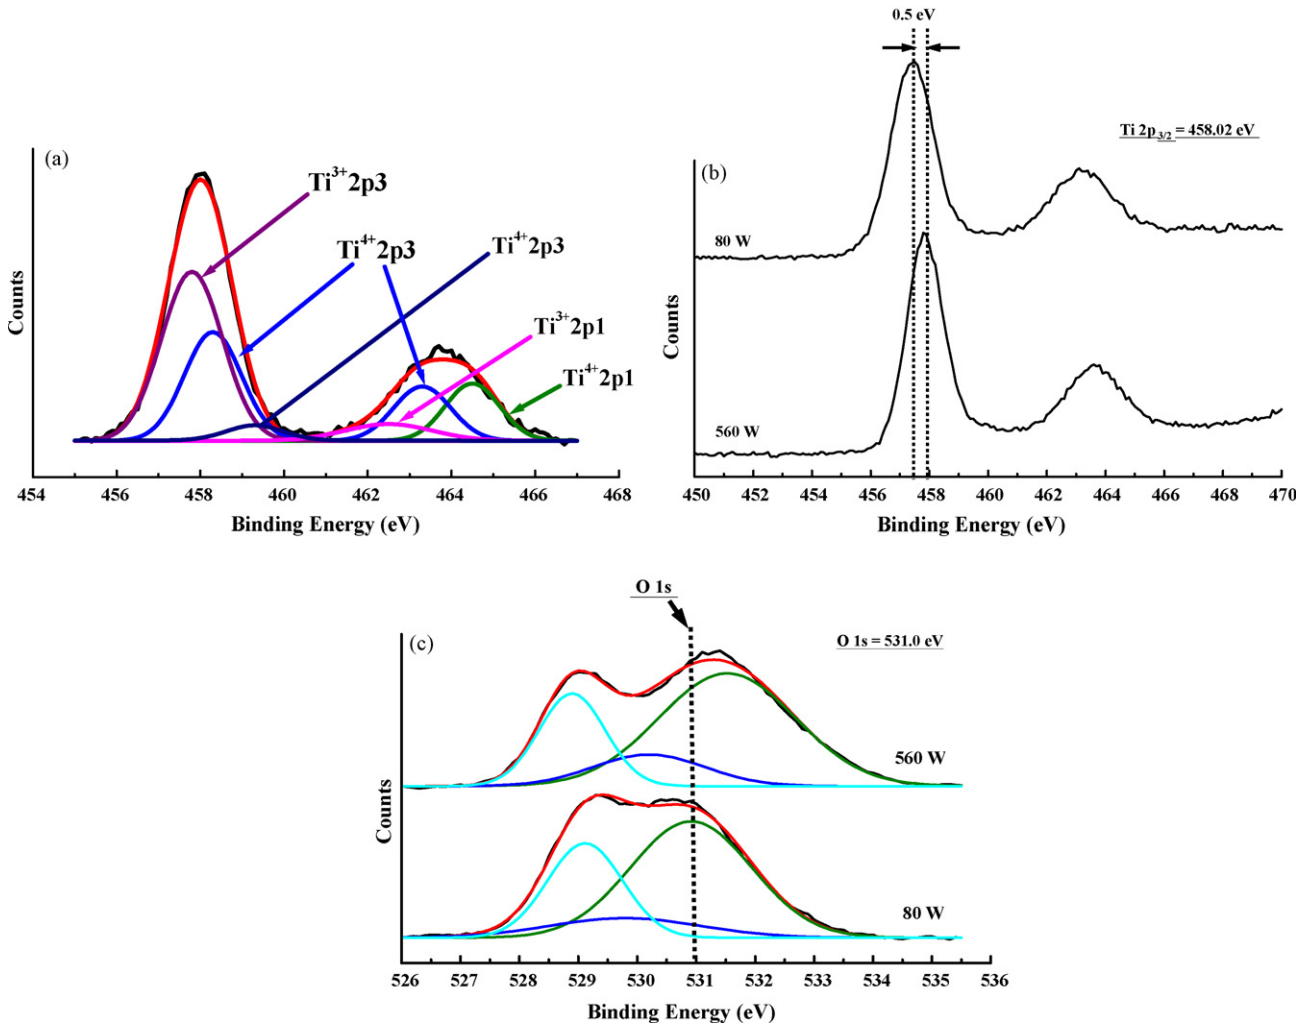 (a)
Ti³⁺2p3
Ti⁴⁺2p3
Ti⁴⁺2p3
Ti³⁺2p1
Ti⁴⁺2p1
Counts
454 456 458 460 462 464 466 468
Binding Energy (eV)
0.5 eV
(b)
Ti 2p₃/₂ = 458.02 eV
80 W
560 W
Counts
450 452 454 456 458 460 462 464 466 468 470
Binding Energy (eV)
O 1s
(c)
O 1s = 531.0 eV
560 W
80 W
Counts
526 527 528 529 530 531 532 533 534 535 536
Binding Energy (eV)